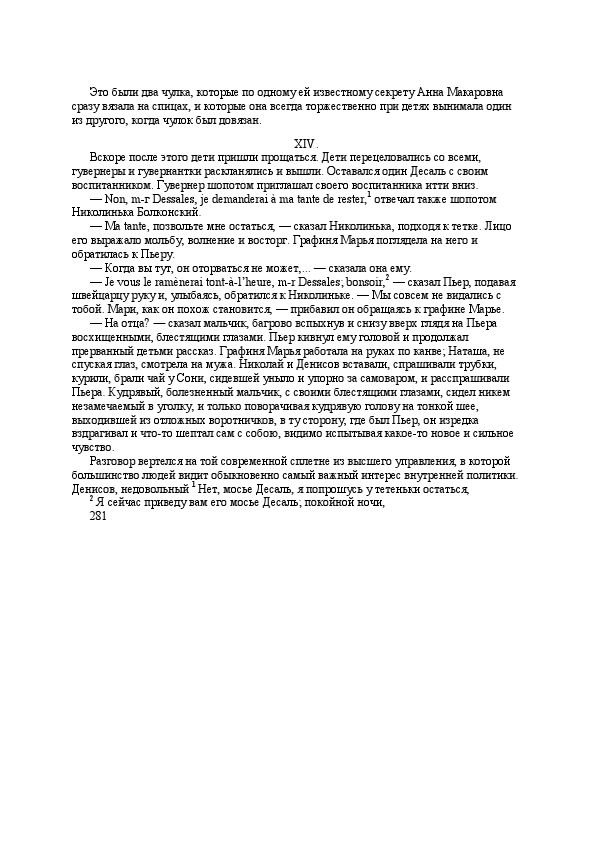 Это были два чулка, которые по одному ей известному секрету Анна Макаровна
сразу вязала на спицах, и которые она всегда торжественно при детях вынимала один
из другого, когда чулок был довязан.
XIV.
Вскоре после этого дети пришли прощаться. Дети перецеловались со всеми,
гувернеры и гувернантки раскланялись и вышли. Оставался один Десаль с своим
воспитанником. Гувернер шопотом приглашал своего воспитанника итти вниз.
— Non, m-r Dessales, je demanderai à ma tante de rester,1 отвечал также шопотом
Николинька Болконский.
— Ma tante, позвольте мне остаться, — сказал Николинька, подходя к тетке. Лицо
его выражало мольбу, волнение и восторг. Графиня Марья поглядела на него и
обратилась к Пьеру.
— Когда вы тут, он оторваться не может,... — сказала она ему.
— Je vous le ramènerai tont-à-l’heure, m-r Dessales; bonsoir,2 — сказал Пьер, подавая
швейцарцу руку и, улыбаясь, обратился к Николиньке. — Мы совсем не видались с
тобой. Мари, как он похож становится, — прибавил он обращаясь к графине Марье.
— На отца? — сказал мальчик, багрово вспыхнув и снизу вверх глядя на Пьера
восхищенными, блестящими глазами. Пьер кивнул ему головой и продолжал
прерванный детьми рассказ. Графиня Марья работала на руках по канве; Наташа, не
спуская глаз, смотрела на мужа. Николай и Денисов вставали, спрашивали трубки,
курили, брали чай у Сони, сидевшей уныло и упорно за самоваром, и расспрашивали
Пьера. Кудрявый, болезненный мальчик, с своими блестящими глазами, сидел никем
незамечаемый в уголку, и только поворачивая кудрявую голову на тонкой шее,
выходившей из отложных воротничков, в ту сторону, где был Пьер, он изредка
вздрагивал и что-то шептал сам с собою, видимо испытывая какое-то новое и сильное
чувство.
Разговор вертелся на той современной сплетне из высшего управления, в которой
большинство людей видит обыкновенно самый важный интерес внутренней политики.
Денисов, недовольный 1 Нет, мосье Десаль, я попрошусь у тетеньки остаться,
2 Я сейчас приведу вам его мосье Десаль; покойной ночи,
281